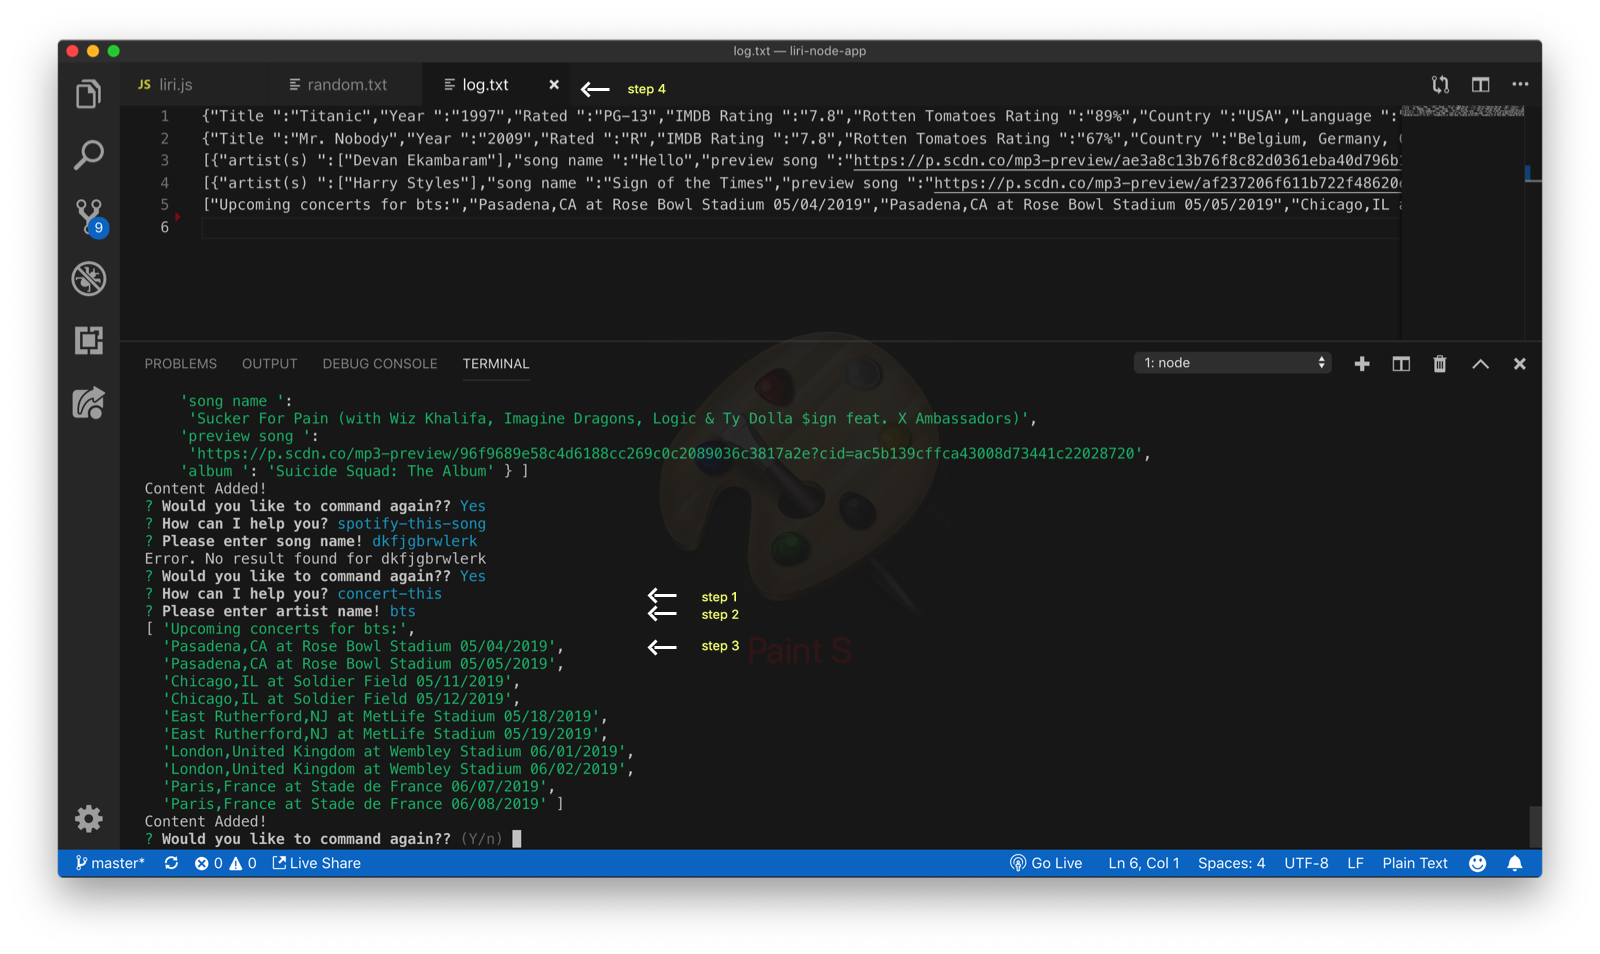 log.txt — liri-node-app
JS liri.js
random.txt
log.txt
step 4
1 {"Title ":"Titanic","Year ":"1997","Rated ":"PG-13","IMDB Rating ":"7.8","Rotten Tomatoes Rating ":"89%","Country ":"USA","Language ":
2 {"Title ":"Mr. Nobody","Year ":"2009","Rated ":"R","IMDB Rating ":"7.8","Rotten Tomatoes Rating ":"67%","Country ":"Belgium, Germany,
3 [{"artist(s) ":["Devan Ekambaram"],"song name ":"Hello","preview song ":"https://p.scdn.co/mp3-preview/ae3a8c13b76f8c82d0361eba40d796b
4 [{"artist(s) ":["Harry Styles"],"song name ":"Sign of the Times","preview song ":"https://p.scdn.co/mp3-preview/af237206f611b722f48620
5 ["Upcoming concerts for bts:","Pasadena,CA at Rose Bowl Stadium 05/04/2019","Pasadena,CA at Rose Bowl Stadium 05/05/2019","Chicago,IL
6
9
PROBLEMS OUTPUT DEBUG CONSOLE TERMINAL
1: node
'song name ':
'Sucker For Pain (with Wiz Khalifa, Imagine Dragons, Logic & Ty Dolla $ign feat. X Ambassadors)',
'preview song ':
'https://p.scdn.co/mp3-preview/96f9689e58c4d6188cc269c0c2089036c3817a2e?cid=ac5b139cffca43008d73441c22028720',
'album ': 'Suicide Squad: The Album' } ]
Content Added!
? Would you like to command again?? Yes
? How can I help you? spotify-this-song
? Please enter song name! dkfjgbrwlerk
Error. No result found for dkfjgbrwlerk
? Would you like to command again?? Yes
? How can I help you? concert-this
step 1
? Please enter artist name! bts
step 2
[ 'Upcoming concerts for bts:',
'Pasadena,CA at Rose Bowl Stadium 05/04/2019',
step 3
Paint S
'Pasadena,CA at Rose Bowl Stadium 05/05/2019',
'Chicago,IL at Soldier Field 05/11/2019',
'Chicago,IL at Soldier Field 05/12/2019',
'East Rutherford,NJ at MetLife Stadium 05/18/2019',
'East Rutherford,NJ at MetLife Stadium 05/19/2019',
'London,United Kingdom at Wembley Stadium 06/01/2019',
'London,United Kingdom at Wembley Stadium 06/02/2019',
'Paris,France at Stade de France 06/07/2019',
'Paris,France at Stade de France 06/08/2019' ]
Content Added!
? Would you like to command again?? (Y/n)
master* 0 0 Live Share Go Live Ln 6, Col 1 Spaces: 4 UTF-8 LF Plain Text